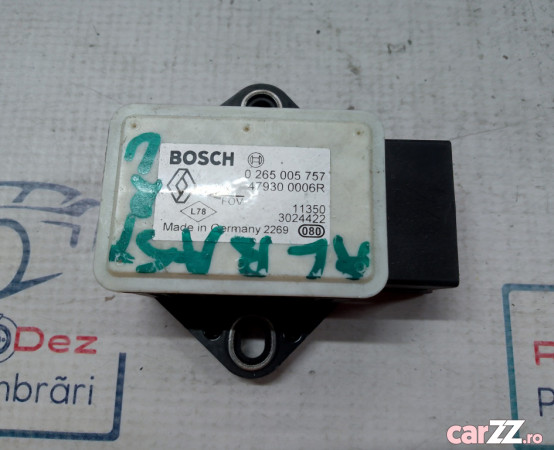 BOSCH
0 265 005 757
47930 0006R
FOV
L78
11350
3024422
Made in Germany 2269 080
Dez
mbrări
P
carZZ.ro